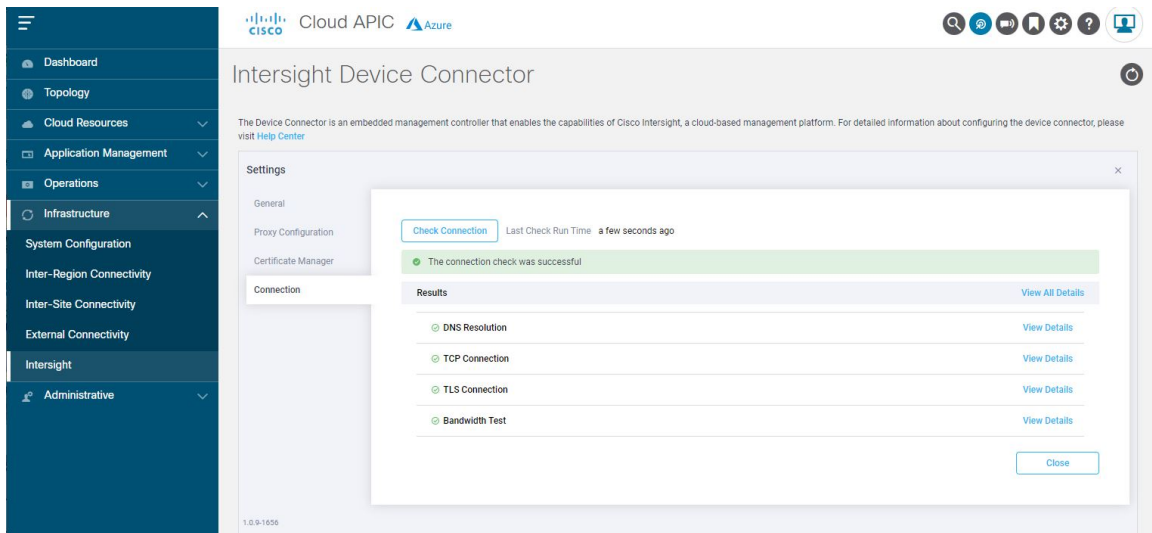 CISCO
Cloud APIC
Azure
Dashboard
Topology
Cloud Resources
Application Management
Operations
Infrastructure
System Configuration
Inter-Region Connectivity
Inter-Site Connectivity
External Connectivity
Intersight
Administrative
Intersight Device Connector
The Device Connector is an embedded management controller that enables the capabilities of Cisco Intersight, a cloud-based management platform. For detailed information about configuring the device connector, please
visit Help Center
Settings
General
Proxy Configuration
Certificate Manager
Connection
Check Connection Last Check Run Time a few seconds ago
The connection check was successful
Results View All Details
DNS Resolution View Details
TCP Connection View Details
TLS Connection View Details
Bandwidth Test View Details
Close
1.0.9-1656